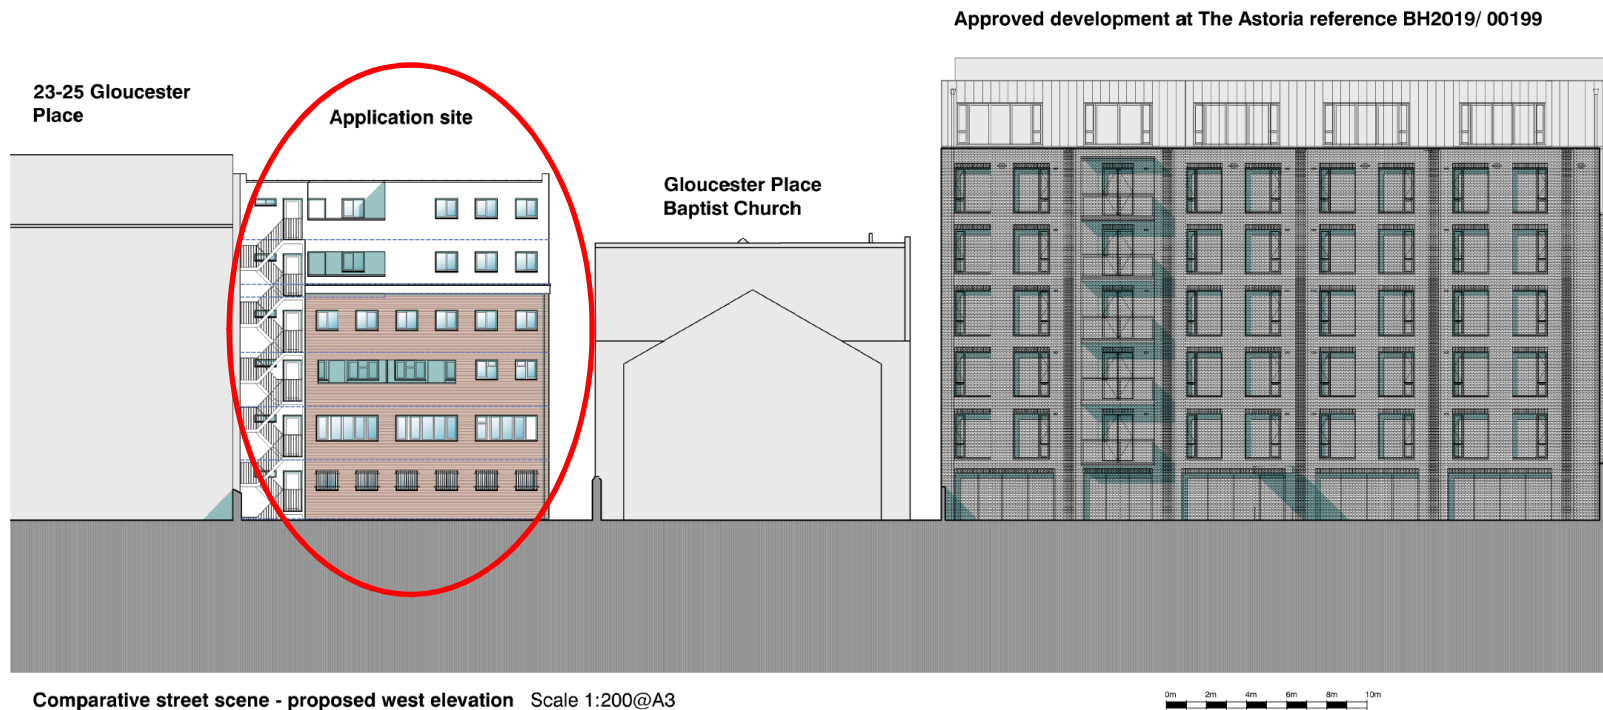 Approved development at The Astoria reference BH2019/ 00199
23-25 Gloucester
Place
Application site
Gloucester Place
Baptist Church
Comparative street scene - proposed west elevation Scale 1:200@A3
0m 2m 4m 6m 8m 10m